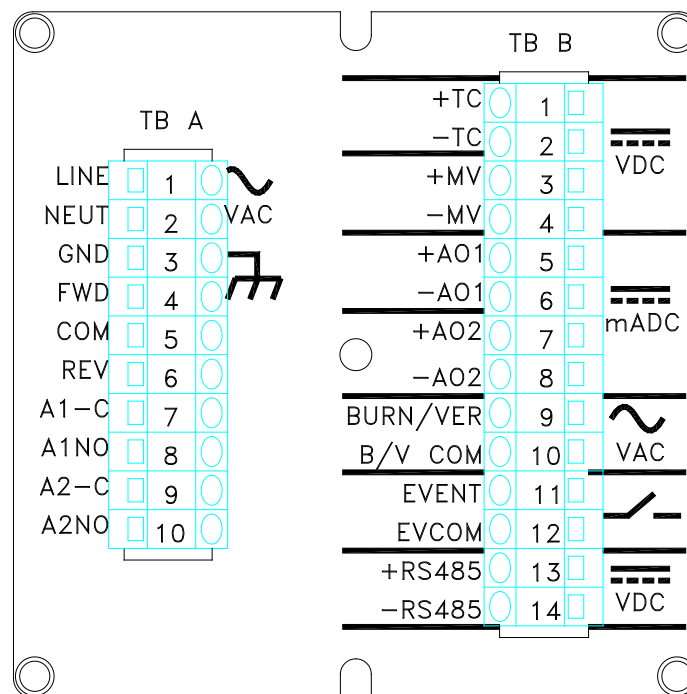 TB A
LINE 1
NEUT 2 VAC
GND 3
FWD 4
COM 5
REV 6
A1-C 7
A1NO 8
A2-C 9
A2NO 10
TB B
+TC 1
-TC 2 VDC
+MV 3
-MV 4
+AO1 5
-AO1 6 mADC
+AO2 7
-AO2 8
BURN/VER 9
B/V COM 10 VAC
EVENT 11
EVCOM 12
+RS485 13
-RS485 14 VDC